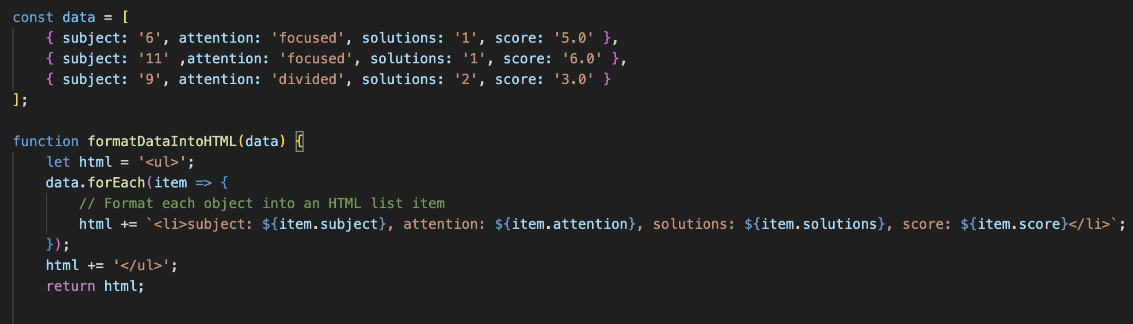 const data = [
    { subject: '6', attention: 'focused', solutions: '1', score: '5.0' },
    { subject: '11' ,attention: 'focused', solutions: '1', score: '6.0' },
    { subject: '9', attention: 'divided', solutions: '2', score: '3.0' }
];

function formatDataIntoHTML(data) {
    let html = '<ul>';
    data.forEach(item => {
        // Format each object into an HTML list item
        html += `<li>subject: ${item.subject}, attention: ${item.attention}, solutions: ${item.solutions}, score: ${item.score}</li>`;
    });
    html += '</ul>';
    return html;